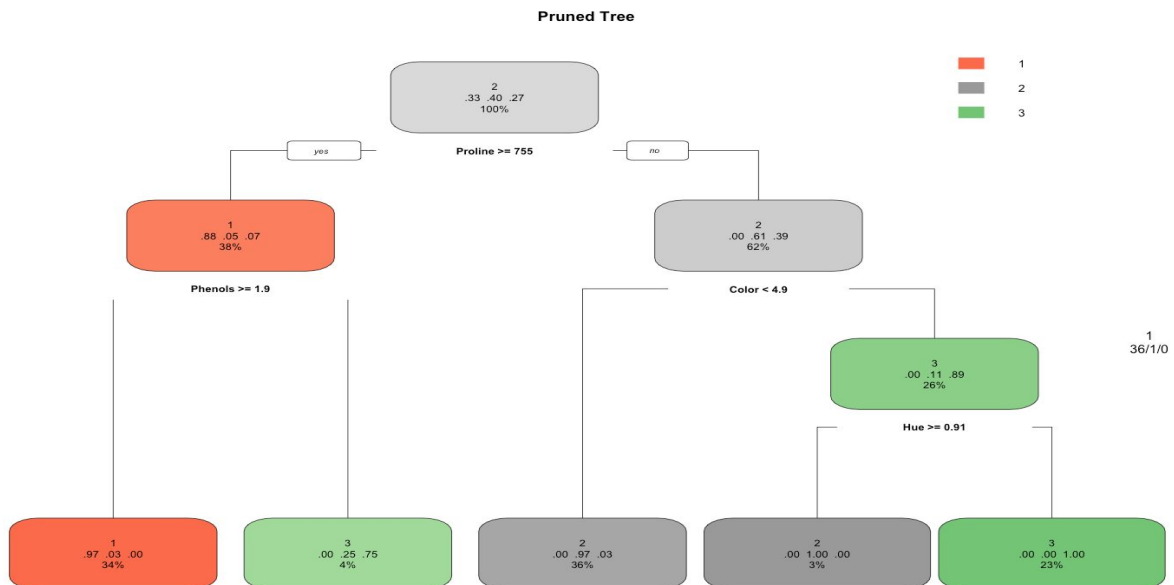 Pruned Tree
1
2
3
2
.33 .40 .27
100%
yes
Proline >= 755
no
1
.88 .05 .07
38%
2
.00 .61 .39
62%
Phenols >= 1.9
Color < 4.9
1
36/1/0
3
.00 .11 .89
26%
Hue >= 0.91
1
.97 .03 .00
34%
3
.00 .25 .75
4%
2
.00 .97 .03
36%
2
.00 1.00 .00
3%
3
.00 .00 1.00
23%